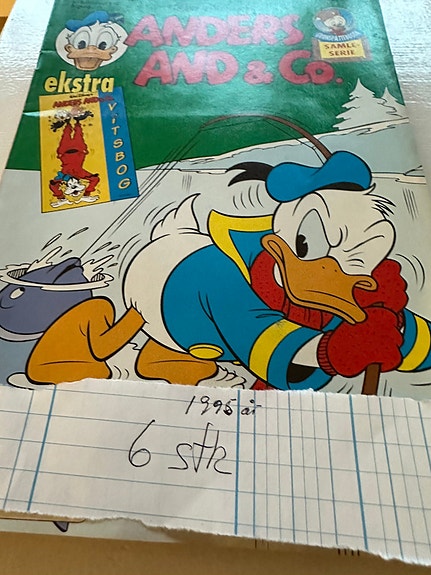 ANDERS
AND & Co.
SAMLE-
SERIE
ekstra
ANDERS AND
VITSBOG
1995 år
6 stk